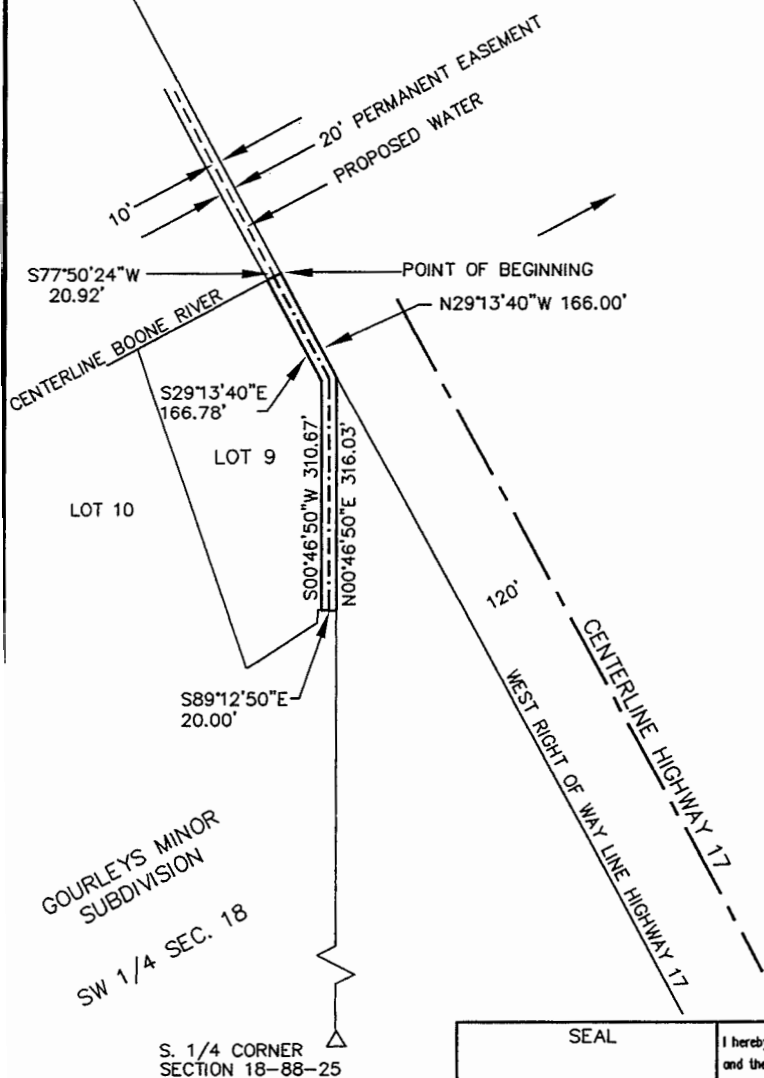 20' PERMANENT EASEMENT
PROPOSED WATER
10'
S77°50'24"W
20.92'
POINT OF BEGINNING
N29°13'40"W 166.00'
CENTERLINE BOONE RIVER
S29°13'40"E
166.78'
LOT 9
LOT 10
S00°46'50"W 310.67'
N00°46'50"E 316.03'
120'
S89°12'50"E
20.00'
CENTERLINE HIGHWAY 17
WEST RIGHT OF WAY LINE HIGHWAY 17
GOURLEYS MINOR
SUBDIVISION
SW 1/4 SEC. 18
S. 1/4 CORNER
SECTION 18-88-25
SEAL
I hereby
and the